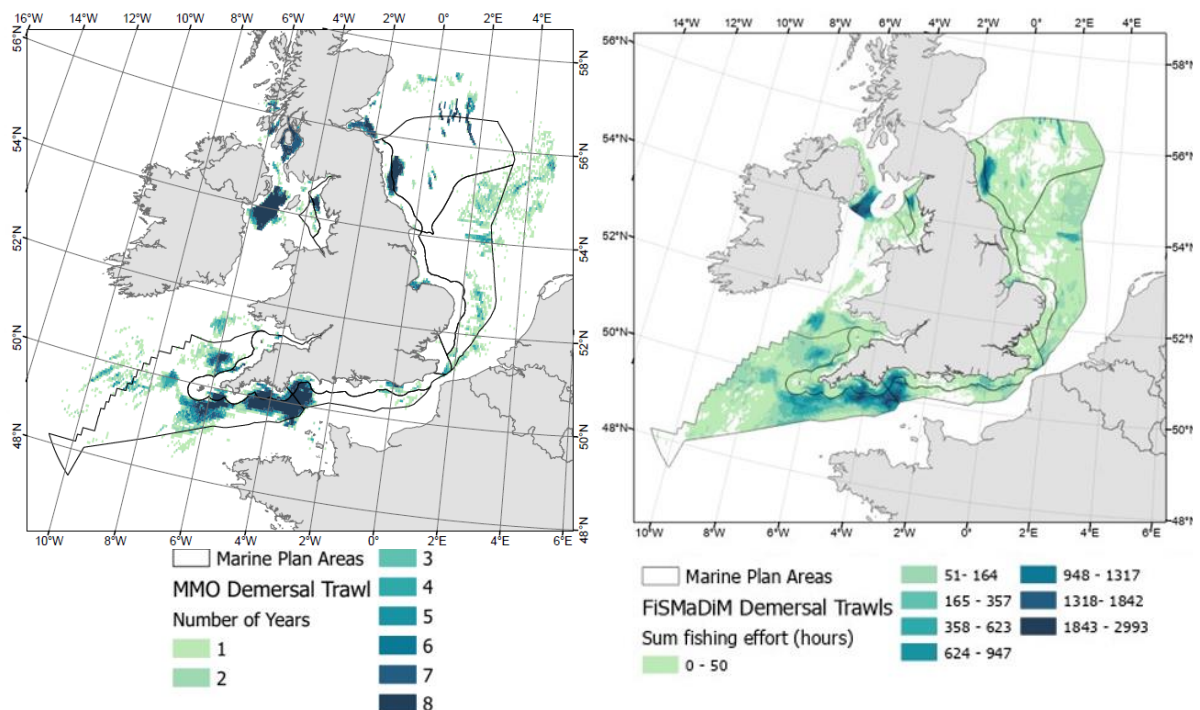 16°W 14°W 12°W 10°W 8°W 6°W 4°W 2°W 0° 2°E 4°E
56°N
54°N
52°N
50°N
48°N
58°N
56°N
54°N
52°N
50°N
48°N
10°W 8°W 6°W 4°W 2°W 0° 2°E 4°E 6°E
Marine Plan Areas
MMO Demersal Trawl
Number of Years
1
2
3
4
5
6
7
8
14°W 12°W 10°W 8°W 6°W 4°W 2°W 0° 2°E 4°E
56°N
54°N
52°N
50°N
48°N
58°N
56°N
54°N
52°N
50°N
48°N
10°W 8°W 6°W 4°W 2°W 0° 2°E 4°E 6°E
Marine Plan Areas
FiSMaDiM Demersal Trawls
Sum fishing effort (hours)
0 - 50
51- 164
165 - 357
358 - 623
624 - 947
948 - 1317
1318- 1842
1843 - 2993